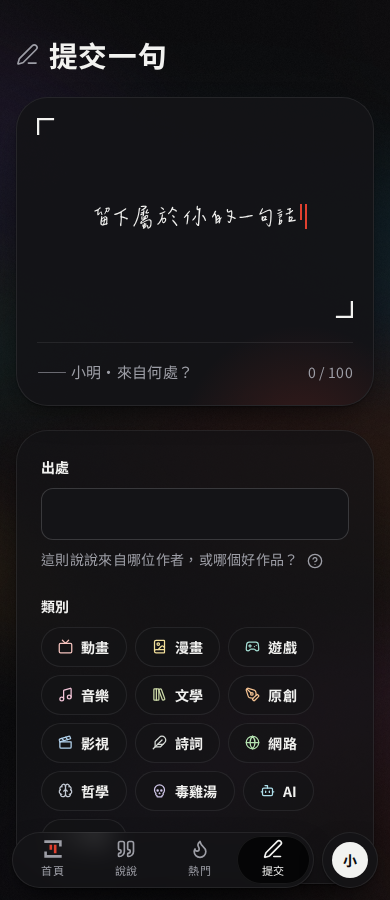 提交一句
留下屬於你的一句話
小明・來自何處？
0 / 100
出處
這則說說來自哪位作者，或哪個好作品？
類別
動畫 漫畫 遊戲
音樂 文學 原創
影視 詩詞 網路
哲學 毒雞湯 AI
首頁 說說 熱門 提交 小